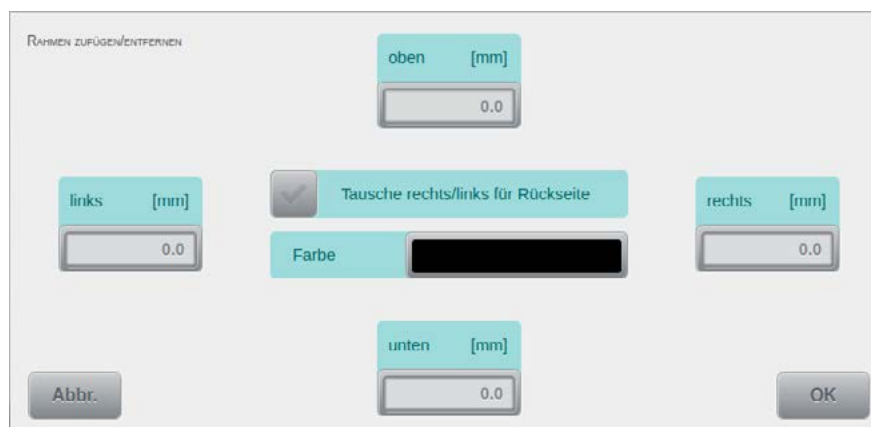 Rahmen zufügen/entfernen
oben [mm]
0.0
links [mm]
0.0
Tausche rechts/links für Rückseite
Farbe
rechts [mm]
0.0
unten [mm]
0.0
Abbr.
OK